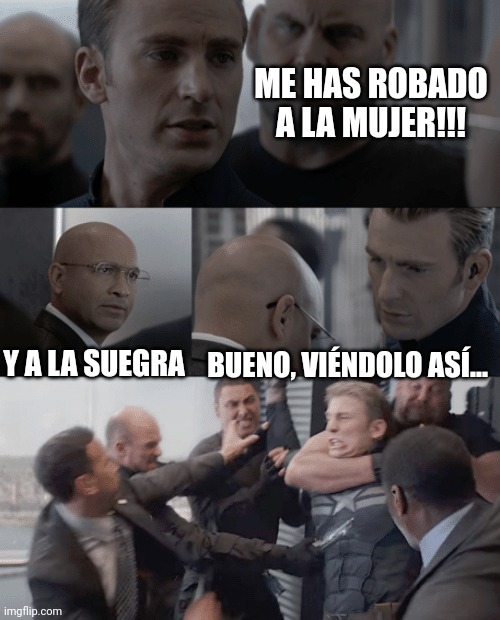 ME HAS ROBADO
A LA MUJER!!!
Y A LA SUEGRA
BUENO, VIÉNDOLO ASÍ...
imgflip.com